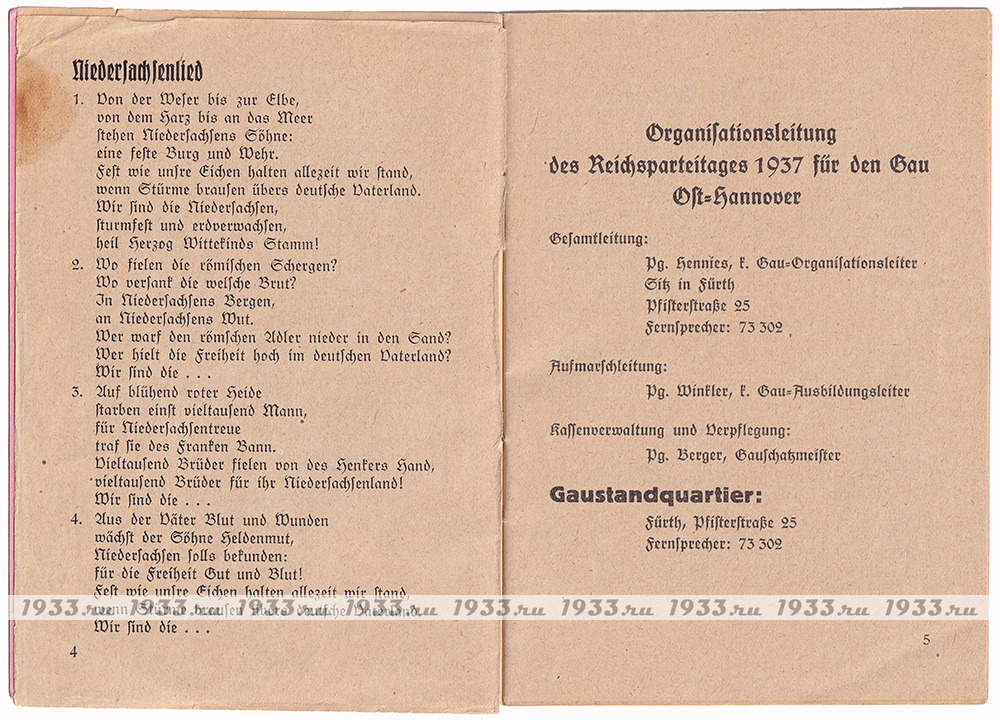 Niedersachsenlied
1. Von der Weser bis zur Elbe,
von dem Harz bis an das Meer
stehen Niedersachsens Söhne:
eine feste Burg und Wehr.
Fest wie unsre Eichen halten allezeit wir stand,
wenn Stürme brausen übers deutsche Vaterland.
Wir sind die Niedersachsen,
sturmfest und erdverwachsen,
heil Herzog Wittekinds Stamm!
2. Wo fielen die römischen Schergen?
Wo versank die welsche Brut?
In Niedersachsens Bergen,
an Niedersachsens Wut.
Wer warf den römschen Adler nieder in den Sand?
Wer hielt die Freiheit hoch im deutschen Vaterland?
Wir sind die . . .
3. Auf blühend roter Heide
starben einst vieltausend Mann,
für Niedersachsentreue
traf sie des Franken Bann.
Vieltausend Brüder fielen von des Henkers Hand,
vieltausend Brüder für ihr Niedersachsenland!
Wir sind die . . .
4. Aus der Väter Blut und Wunden
wächst der Söhne Heldenmut,
Niedersachsen solls bekunden:
für die Freiheit Gut und Blut!
Fest wie unsre Eichen halten allezeit wir stand,
wenn Stürme brausen übers deutsche Vaterland.
Wir sind die . . .
4
Organisationsleitung
des Reichsparteitages 1937 für den Gau
Ost-Hannover
Gesamtleitung:
Pg. Hennies, k. Gau-Organisationsleiter
Sitz in Fürth
Pfisterstraße 25
Fernsprecher: 73 302
Aufmarschleitung:
Pg. Winkler, k. Gau-Ausbildungsleiter
Kassenverwaltung und Verpflegung:
Pg. Berger, Gauschatzmeister
Gaustandquartier:
Fürth, Pfisterstraße 25
Fernsprecher: 73 302
5
1933.ru 1933.ru 1933.ru 1933.ru 1933.ru 1933.ru 1933.ru 1933.ru 1933.ru